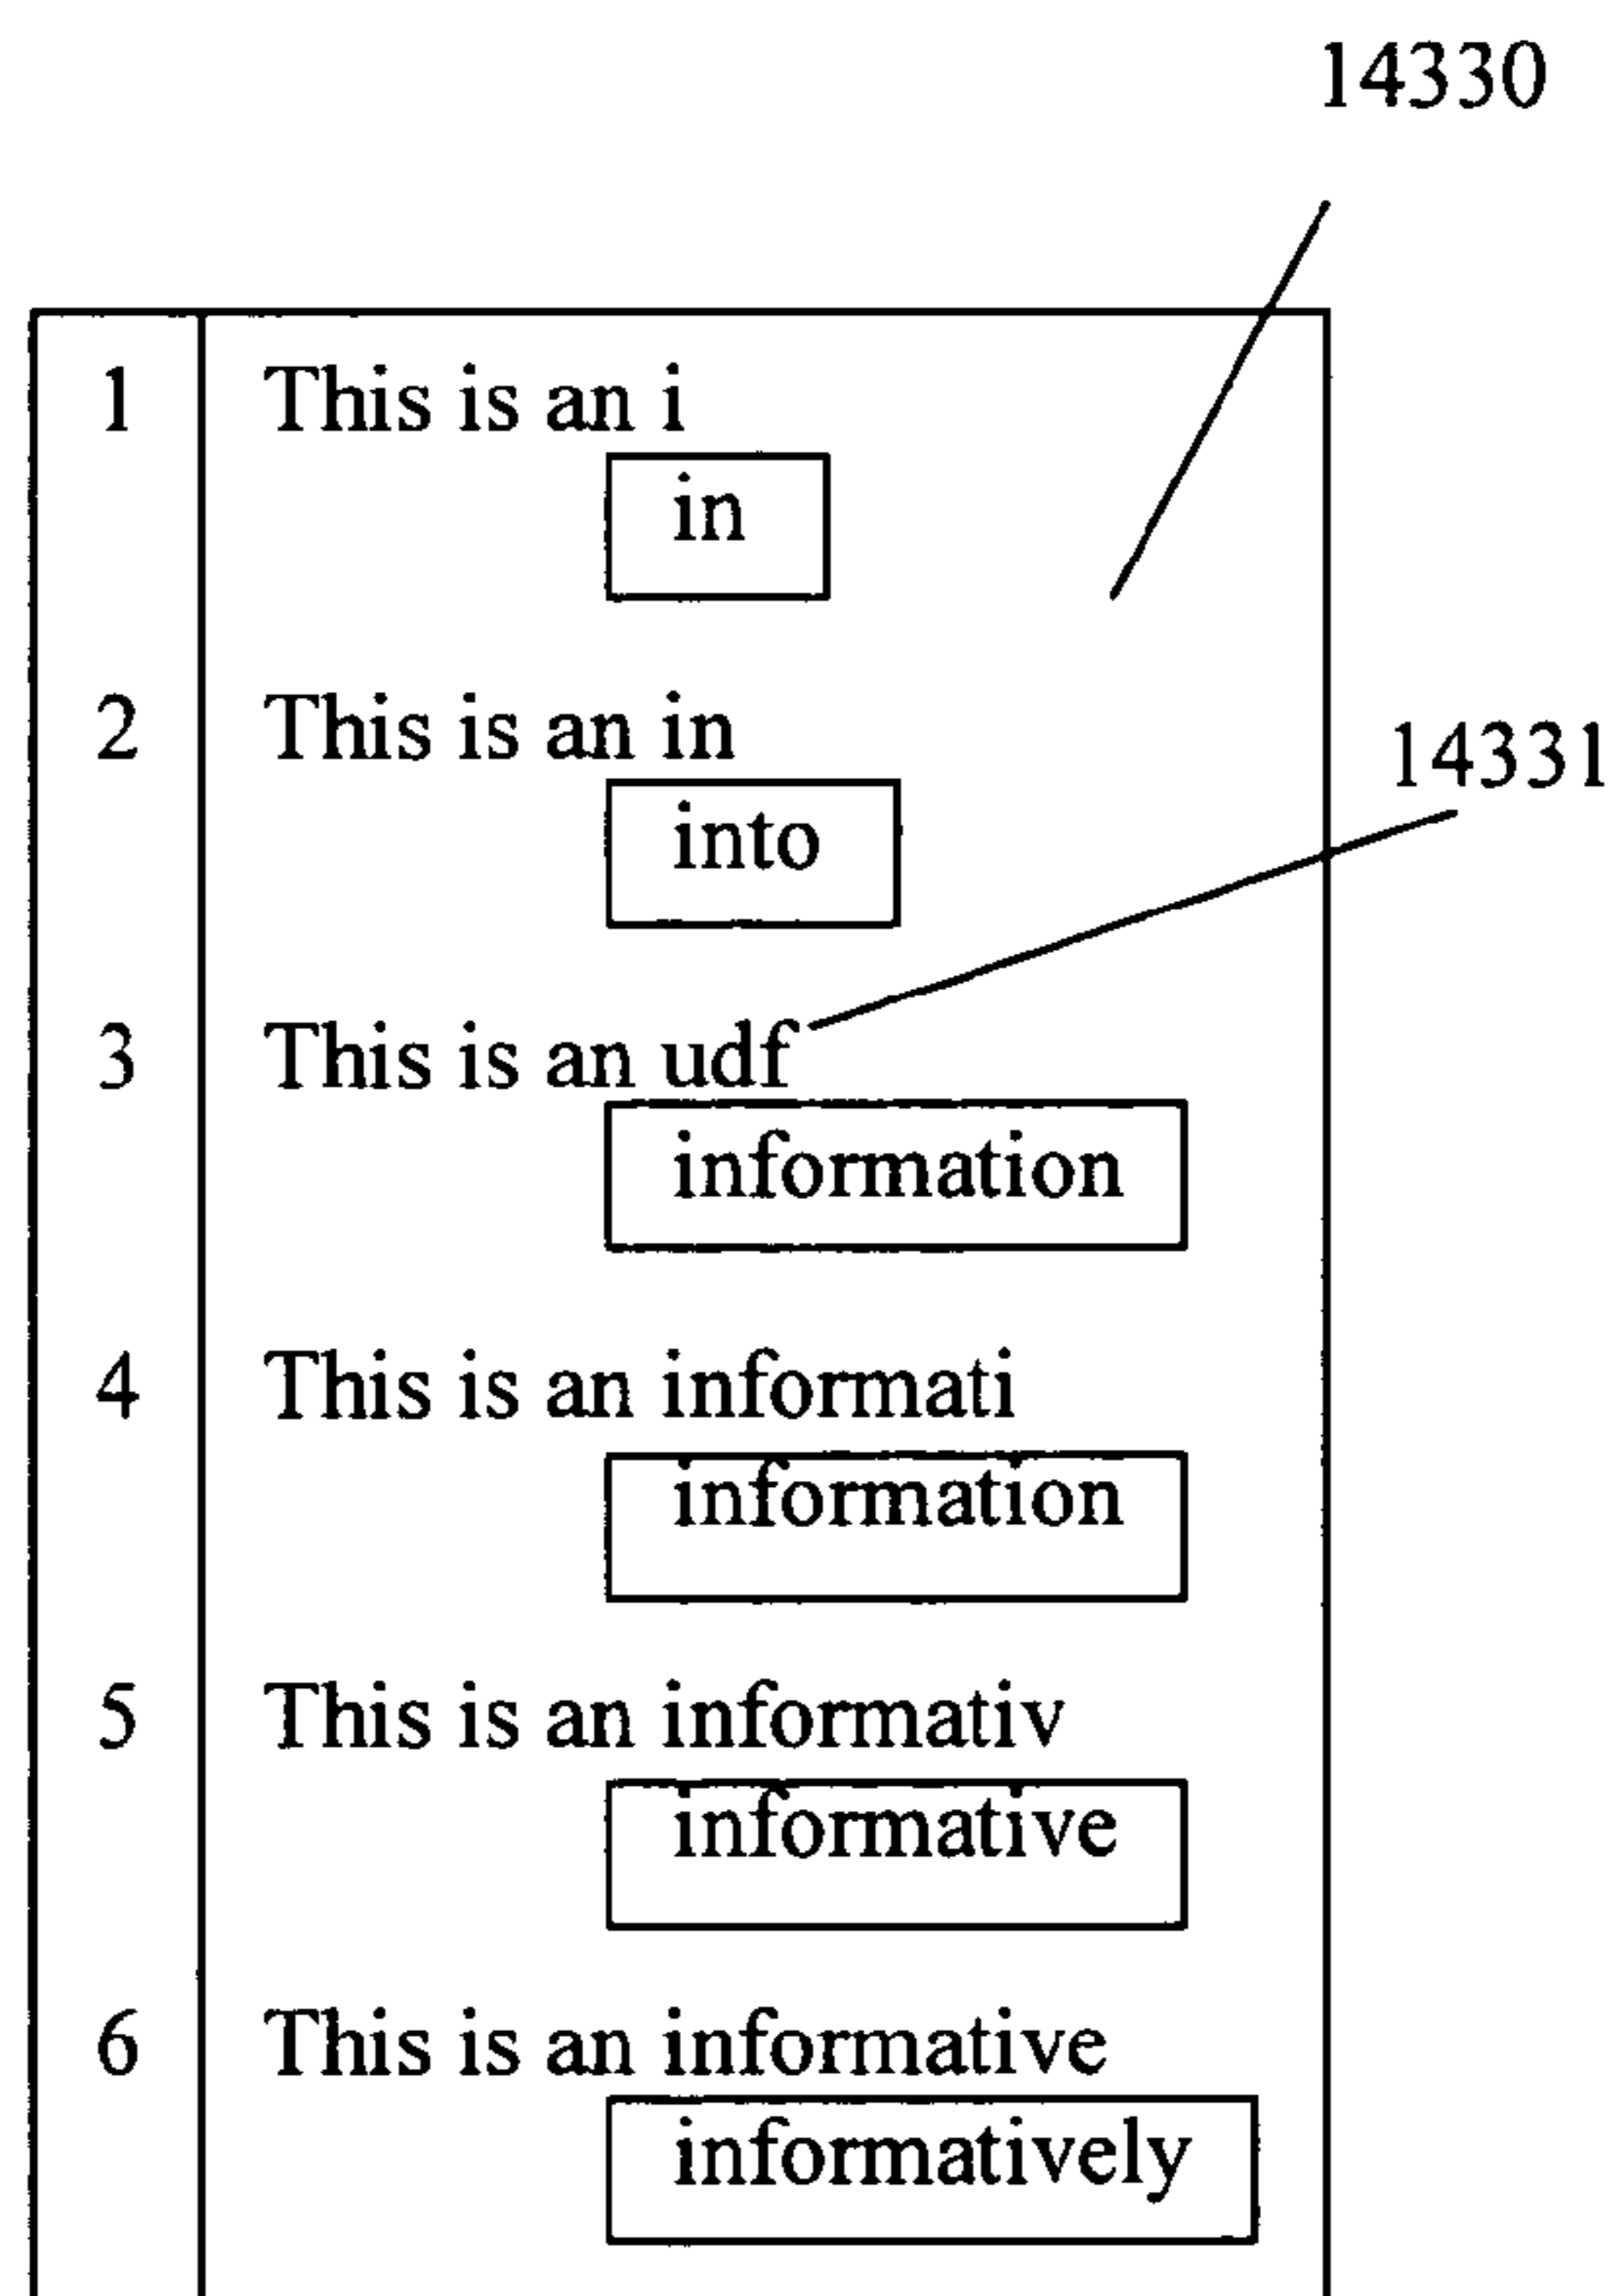 14330
1 This is an i
in
2 This is an in
into
14331
3 This is an udf
information
4 This is an informati
information
5 This is an informativ
informative
6 This is an informative
informatively